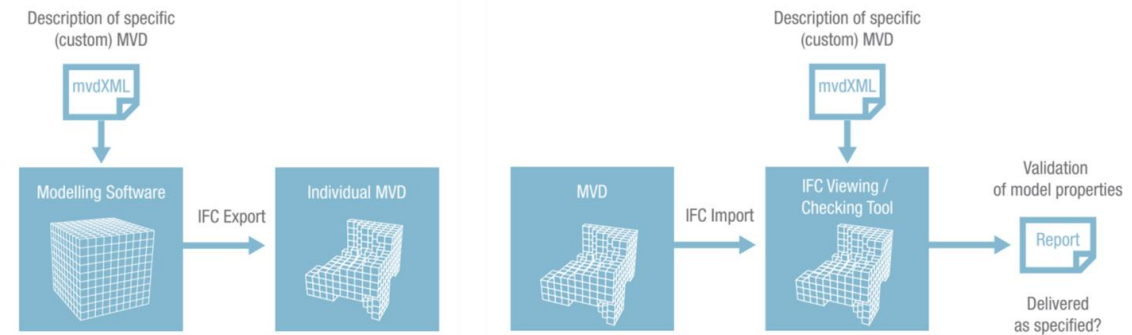 Description of specific
(custom) MVD
mvdXML
Modelling Software
IFC Export
Individual MVD
Description of specific
(custom) MVD
mvdXML
MVD
IFC Import
IFC Viewing /
Checking Tool
Validation
of model properties
Report
Delivered
as specified?